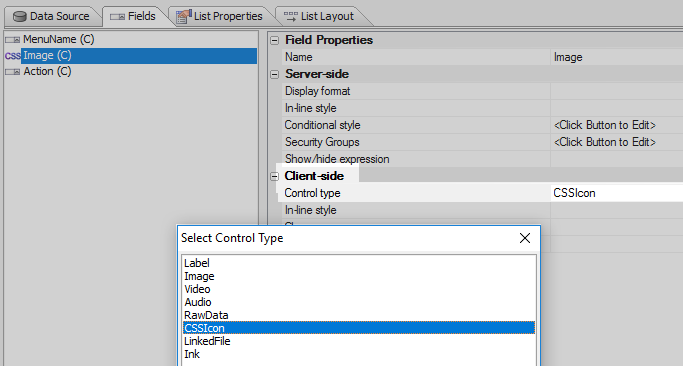 Data Source Fields List Properties List Layout
MenuName (C)
CSS Image (C)
Action (C)
Field Properties
Name Image
Server-side
Display format
In-line style
Conditional style <Click Button to Edit>
Security Groups <Click Button to Edit>
Show/hide expression
Client-side
Control type CSSIcon
In-line style
Select Control Type
Label
Image
Video
Audio
RawData
CSSIcon
LinkedFile
Ink